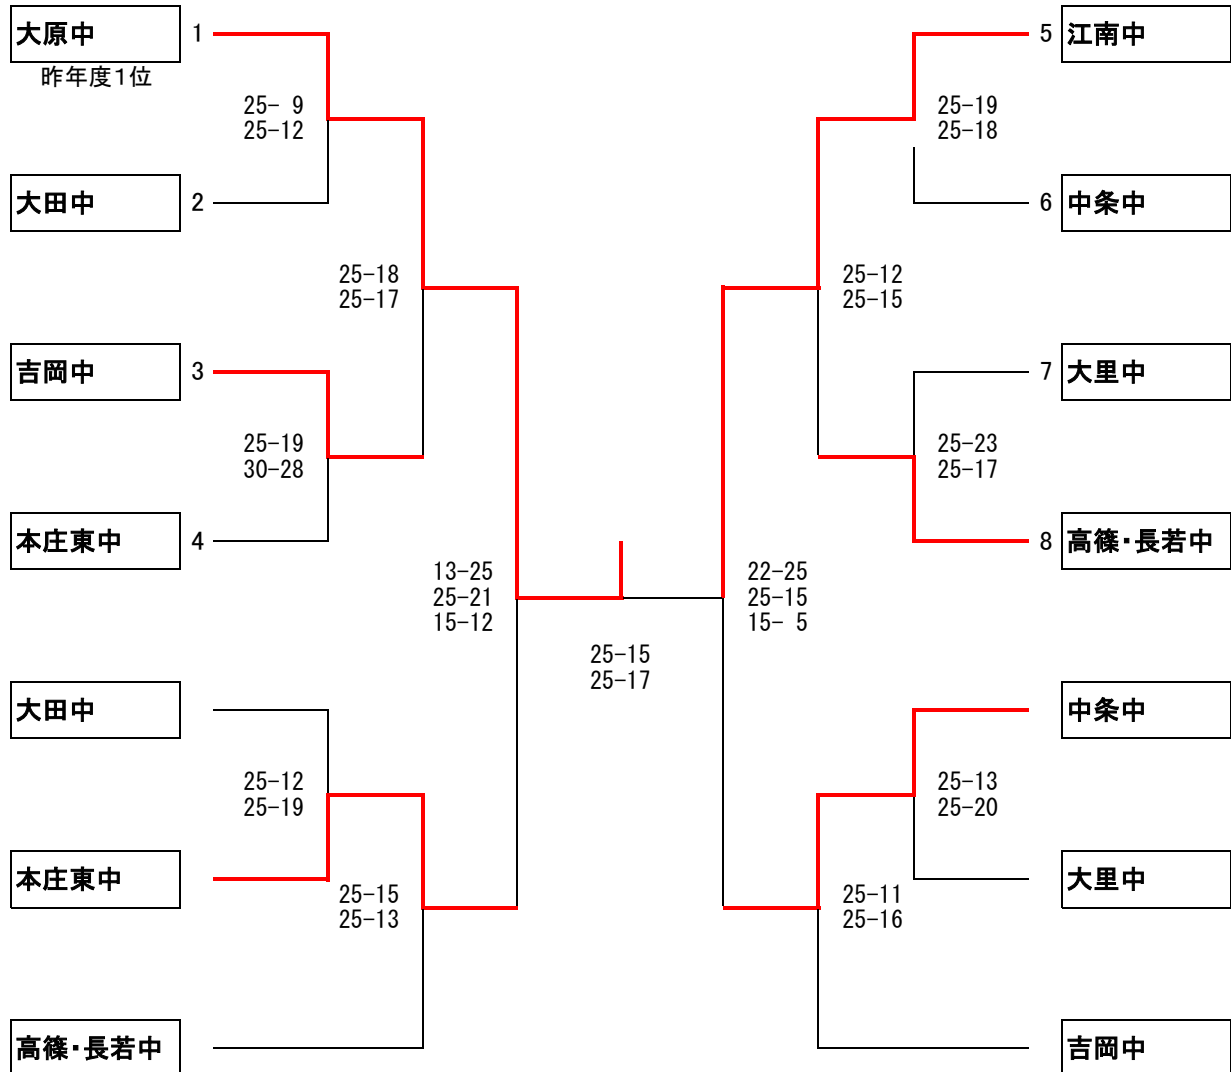 大原中 1
昨年度1位
25- 9
25-12
大田中 2
25-18
25-17
吉岡中 3
25-19
30-28
本庄東中 4
13-25
25-21
15-12
大田中
25-12
25-19
本庄東中
25-15
25-13
高篠・長若中
25-15
25-17
5 江南中
25-19
25-18
6 中条中
25-12
25-15
7 大里中
25-23
25-17
8 高篠・長若中
22-25
25-15
15- 5
中条中
25-13
25-20
大里中
25-11
25-16
吉岡中